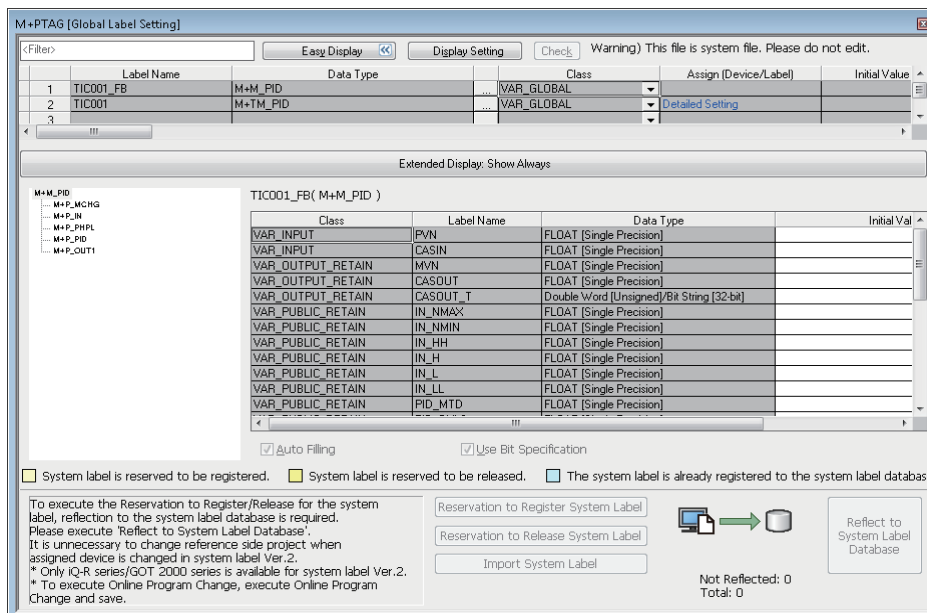 M+PTAG [Global Label Setting]
<Filter>
Easy Display
Display Setting
Check
Warning) This file is system file. Please do not edit.
Label Name Data Type Class Assign (Device/Label) Initial Value
1 TIC001_FB M+M_PID ... VAR_GLOBAL
2 TIC001 M+TM_PID ... VAR_GLOBAL Detailed Setting
3
Extended Display: Show Always
M+M_PID
M+P_MCHG
M+P_IN
M+P_PHPL
M+P_PID
M+P_OUT1
TIC001_FB( M+M_PID )
Class Label Name Data Type Initial Val
VAR_INPUT PVN FLOAT [Single Precision]
VAR_INPUT CASIN FLOAT [Single Precision]
VAR_OUTPUT_RETAIN MVN FLOAT [Single Precision]
VAR_OUTPUT_RETAIN CASOUT FLOAT [Single Precision]
VAR_OUTPUT_RETAIN CASOUT_T Double Word [Unsigned]/Bit String [32-bit]
VAR_PUBLIC_RETAIN IN_NMAX FLOAT [Single Precision]
VAR_PUBLIC_RETAIN IN_NMIN FLOAT [Single Precision]
VAR_PUBLIC_RETAIN IN_HH FLOAT [Single Precision]
VAR_PUBLIC_RETAIN IN_H FLOAT [Single Precision]
VAR_PUBLIC_RETAIN IN_L FLOAT [Single Precision]
VAR_PUBLIC_RETAIN IN_LL FLOAT [Single Precision]
VAR_PUBLIC_RETAIN PID_MTD FLOAT [Single Precision]
Auto Filling
Use Bit Specification
System label is reserved to be registered.
System label is reserved to be released.
The system label is already registered to the system label databas
To execute the Reservation to Register/Release for the system
label, reflection to the system label database is required.
Please execute 'Reflect to System Label Database'.
It is unnecessary to change reference side project when
assigned device is changed in system label Ver.2.
* Only iQ-R series/GOT 2000 series is available for system label Ver.2.
* To execute Online Program Change, execute Online Program
Change and save.
Reservation to Register System Label
Reservation to Release System Label
Import System Label
Not Reflected: 0
Total: 0
Reflect to
System Label
Database